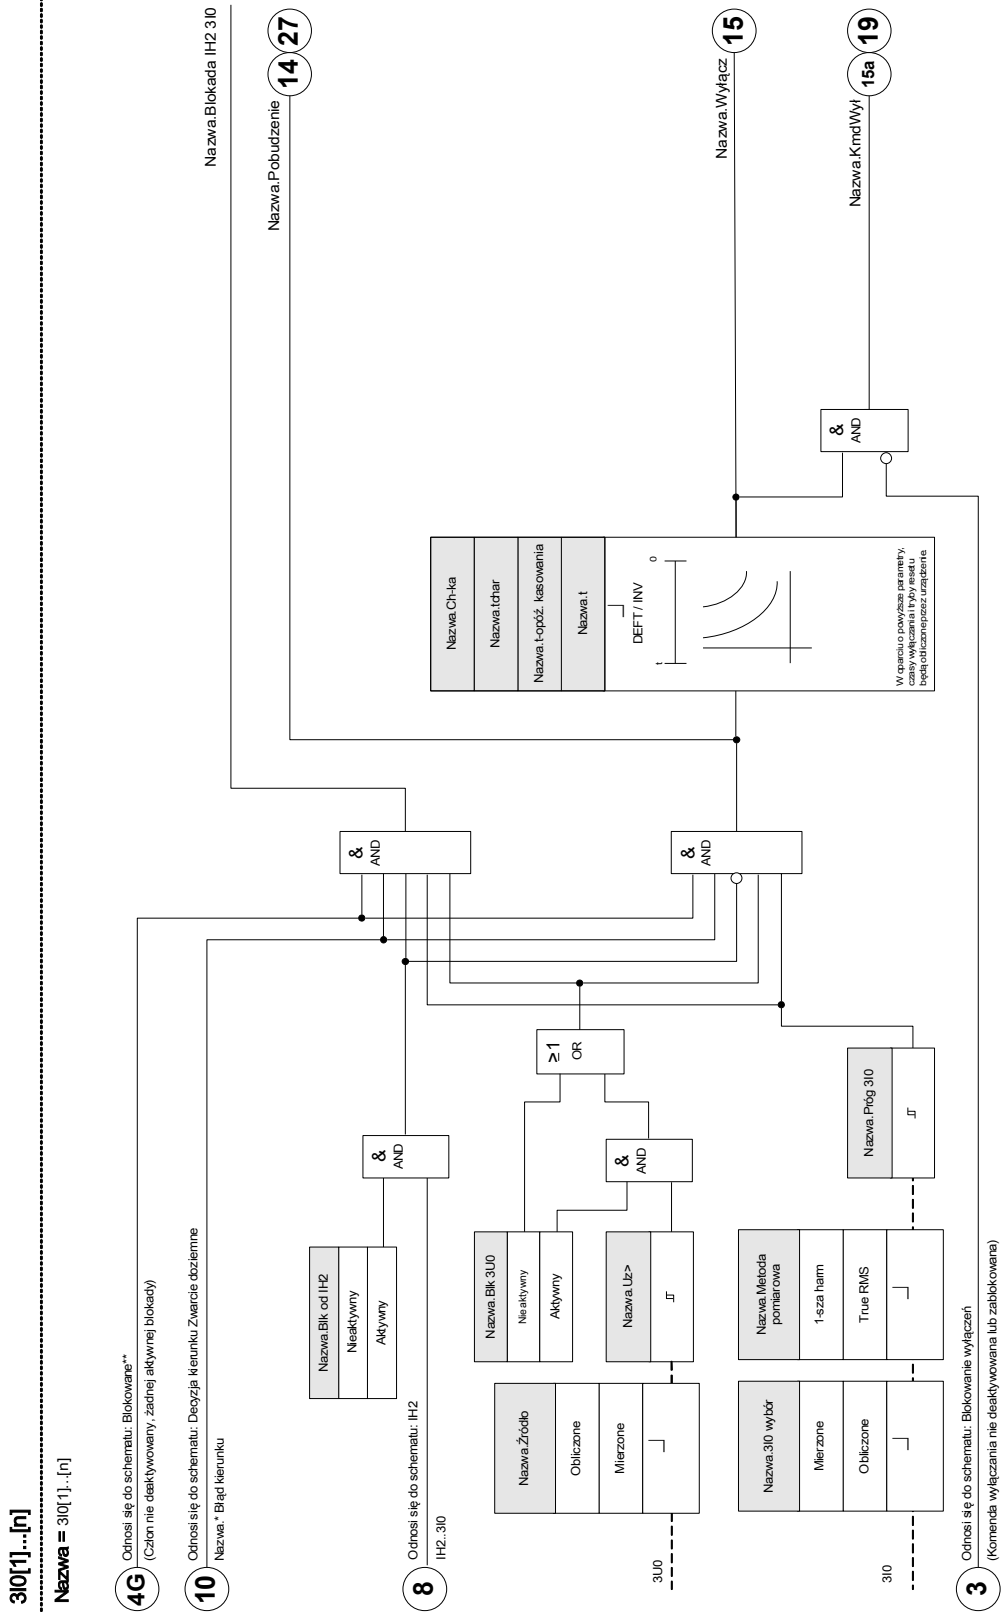 3I0[1]...[n]
Nazwa = 3I0[1]...[n]
4G
Odnosi się do schematu: Blokowane**
(Człon nie deaktywowany, żadnej aktywnej blokady)
10
Odnosi się do schematu: Decyzja kierunku Zwarcie doziemne
Nazwa.* Błąd kierunku
8
Odnosi się do schematu: IH2
IH2..3I0
3U0
3I0
3
Odnosi się do schematu: Blokowanie wyłączeń
(Komenda wyłączania nie deaktywowana lub zablokowana)
Nazwa.Blk od IH2
Nieaktywny
Aktywny
Nazwa.Źródło
Obliczone
Mierzone
Nazwa.Blk 3U0
Nieaktywny
Aktywny
Nazwa.Uz>
Nazwa.3I0 wybór
Mierzone
Obliczone
Nazwa.Metoda
pomiarowa
1-sza harm
True RMS
Nazwa.Próg 3I0
&
AND
&
AND
≥1
OR
&
AND
&
AND
Nazwa.Ch-ka
Nazwa.tchar
Nazwa.t-opóź. kasowania
Nazwa.t
DEFT / INV
t
0
W oparciu o powyższe parametry,
czasy wyłączania i tryby resetu
będą obliczone przez urządzenie.
&
AND
Nazwa.Blokada IH2 3I0
Nazwa.Pobudzenie
14
27
Nazwa.Wyłącz
15
Nazwa.KmdWył
15a
19